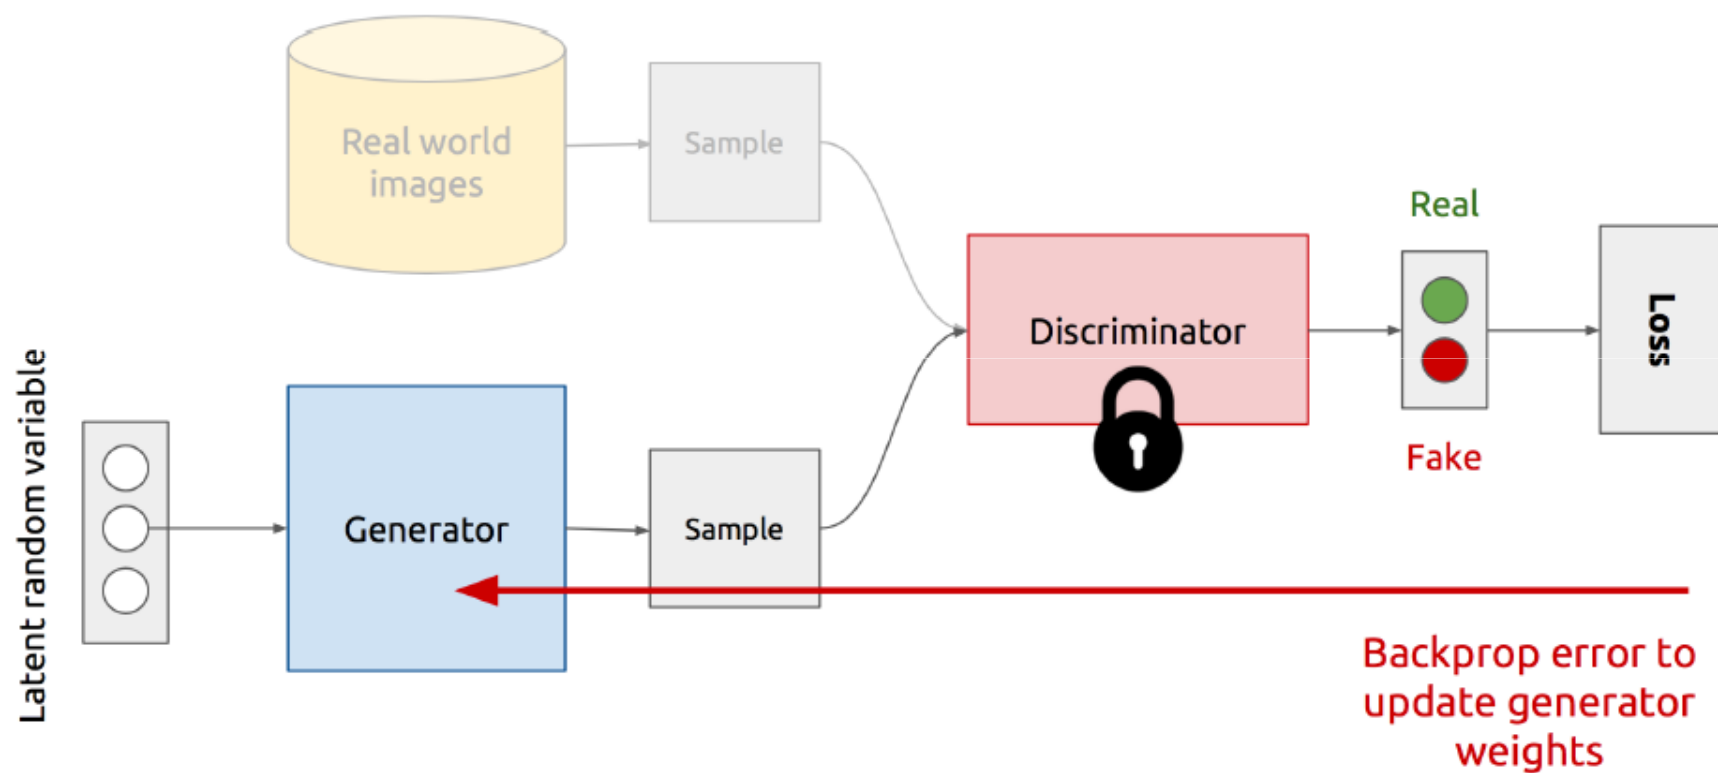 Real world
images
Sample
Real
Discriminator
Loss
Fake
Latent random variable
Generator
Sample
Backprop error to
update generator
weights